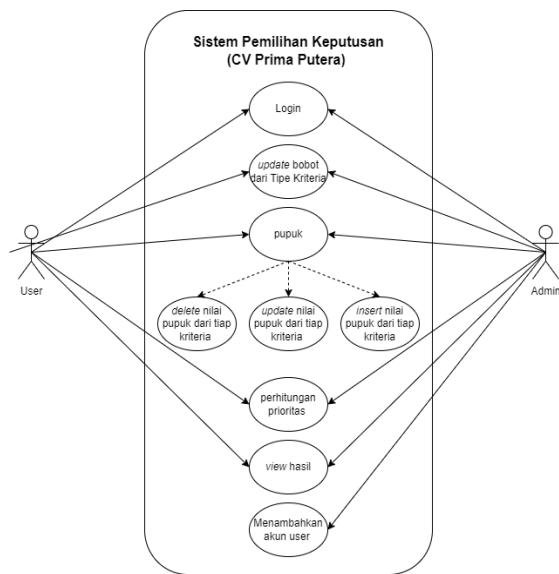 Sistem Pemilihan Keputusan
(CV Prima Putera)
Login
update bobot
dari Tipe Kriteria
pupuk
User
Admin
delete nilai
pupuk dari tiap
kriteria
update nilai
pupuk dari tiap
kriteria
insert nilai
pupuk dari tiap
kriteria
perhitungan
prioritas
view hasil
Menambahkan
akun user